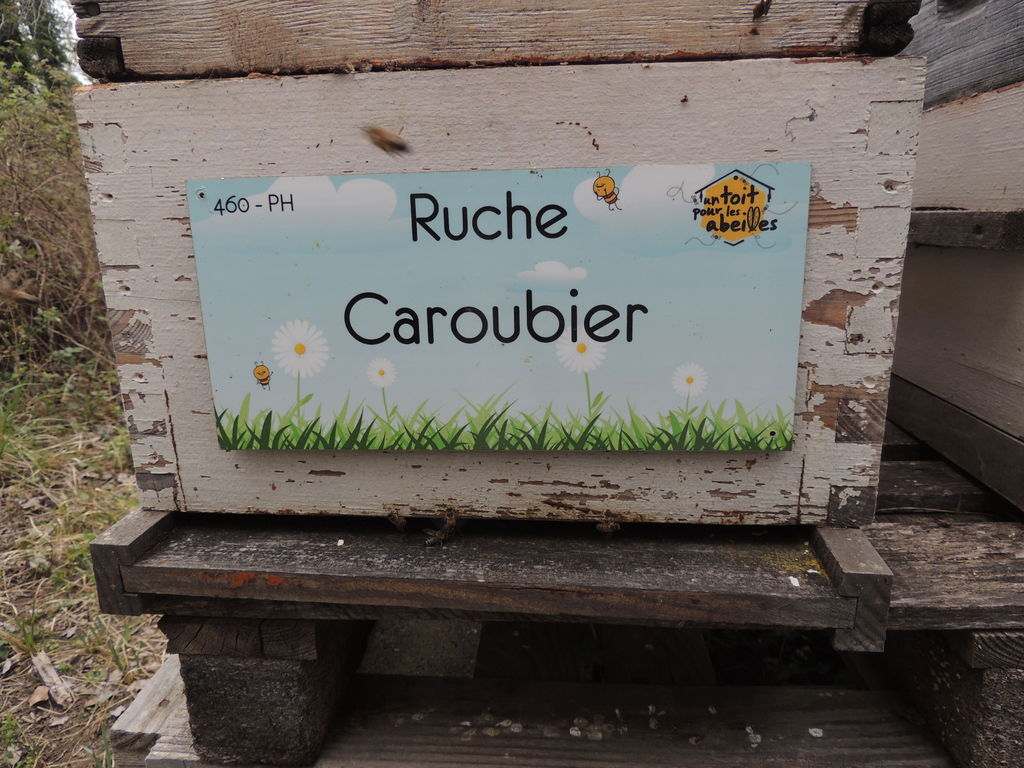 460 - PH
Ruche
un toit
pour les
abeilles
Caroubier